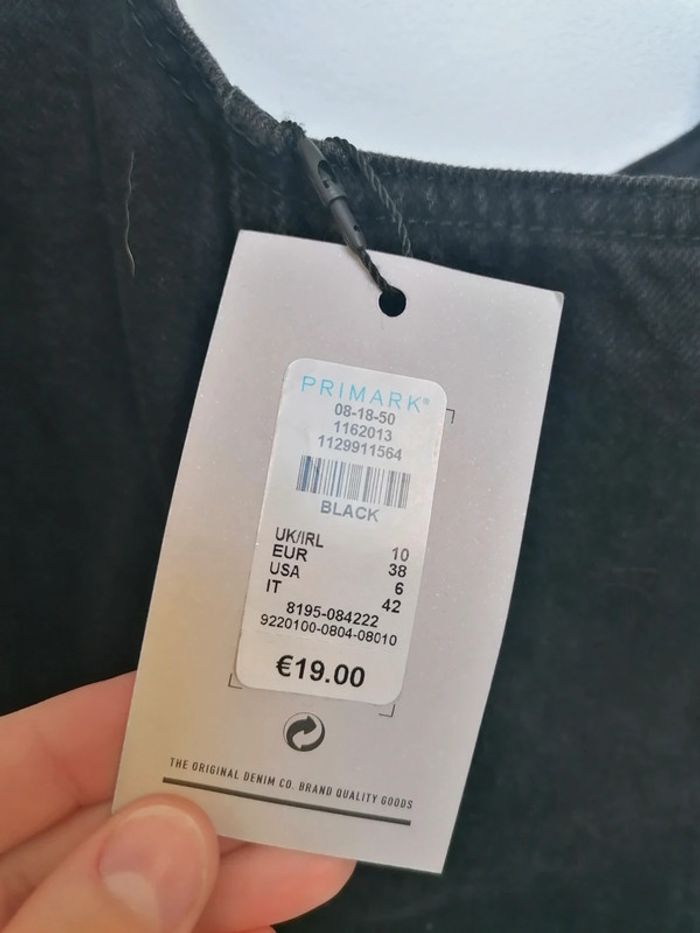 PRIMARK®
08-18-50
1162013
1129911564
BLACK
UK/IRL 10
EUR 38
USA 6
IT 42
8195-084222
9220100-0804-08010
€19.00
THE ORIGINAL DENIM CO. BRAND QUALITY GOODS